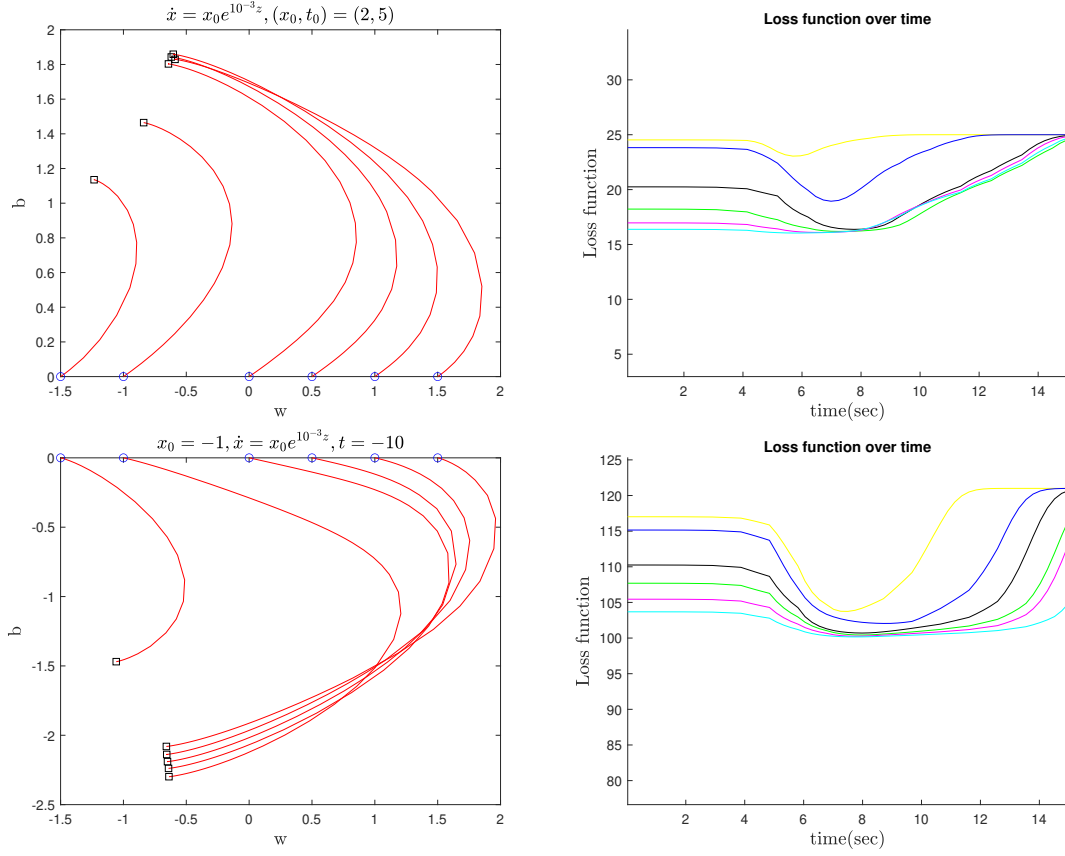 ẋ = x₀e^{10⁻³z}, (x₀, t₀) = (2, 5)
2
1.8
1.6
1.4
1.2
1
0.8
0.6
0.4
0.2
0
b
-1.5 -1 -0.5 0 0.5 1 1.5 2
w
Loss function over time
30
25
20
15
10
5
Loss function
2 4 6 8 10 12 14
time(sec)
x₀ = −1, ẋ = x₀e^{10⁻³z}, t = −10
0
-0.5
-1
-1.5
-2
-2.5
b
-1.5 -1 -0.5 0 0.5 1 1.5 2
w
Loss function over time
125
120
115
110
105
100
95
90
85
80
Loss function
2 4 6 8 10 12 14
time(sec)